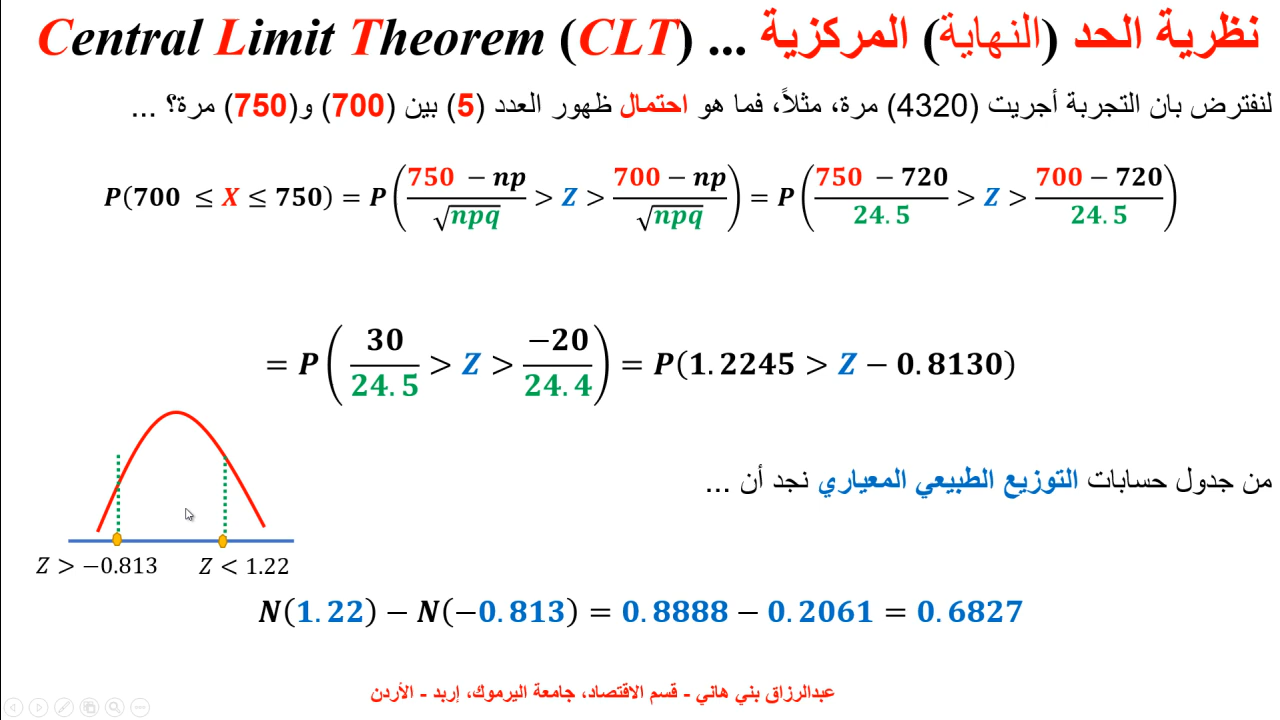 Central Limit Theorem (CLT) ... نظرية الحد (النهاية) المركزية
لنفترض بان التجربة أجريت (4320) مرة، مثلاً، فما هو احتمال ظهور العدد (5) بين (700) و(750) مرة؟ ...
P(700 ≤ X ≤ 750) = P((750 − np)/√npq > Z > (700 − np)/√npq) = P((750 − 720)/24.5 > Z > (700 − 720)/24.5)
= P(30/24.5 > Z > −20/24.4) = P(1.2245 > Z − 0.8130)
من جدول حسابات التوزيع الطبيعي المعياري نجد أن ...
Z > −0.813 Z < 1.22
N(1.22) − N(−0.813) = 0.8888 − 0.2061 = 0.6827
عبدالرزاق بني هاني - قسم الاقتصاد، جامعة اليرموك، إربد - الأردن